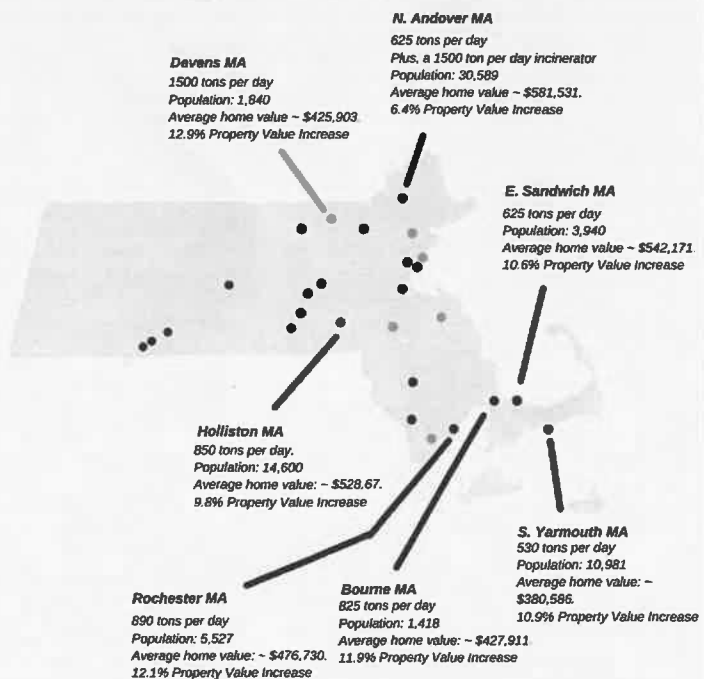 N. Andover MA
625 tons per day
Plus, a 1500 ton per day incinerator
Population: 30,589
Average home value ~ $581,531.
6.4% Property Value Increase
Devens MA
1500 tons per day
Population: 1,840
Average home value ~ $425,903.
12.9% Property Value Increase
E. Sandwich MA
625 tons per day
Population: 3,940
Average home value ~ $542,171.
10.6% Property Value Increase
Holliston MA
850 tons per day.
Population: 14,600
Average home value: ~ $528.67.
9.8% Property Value Increase
S. Yarmouth MA
530 tons per day
Population: 10,981
Average home value: ~
$380,586.
10.9% Property Value Increase
Rochester MA
890 tons per day
Population: 5,527
Average home value: ~ $476,730.
12.1% Property Value Increase
Bourne MA
825 tons per day
Population: 1,418
Average home value: ~ $427,911
11.9% Property Value Increase